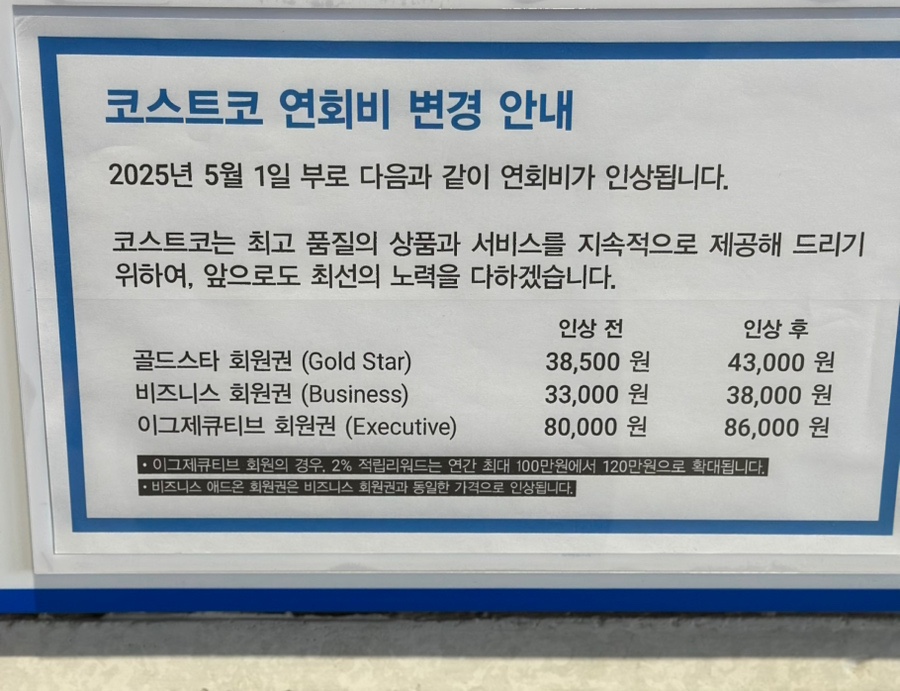 코스트코 연회비 변경 안내
2025년 5월 1일 부로 다음과 같이 연회비가 인상됩니다.
코스트코는 최고 품질의 상품과 서비스를 지속적으로 제공해 드리기
위하여, 앞으로도 최선의 노력을 다하겠습니다.
인상 전 인상 후
골드스타 회원권 (Gold Star) 38,500 원 43,000 원
비즈니스 회원권 (Business) 33,000 원 38,000 원
이그제큐티브 회원권 (Executive) 80,000 원 86,000 원
• 이그제큐티브 회원의 경우, 2% 적립리워드는 연간 최대 100만원에서 120만원으로 확대됩니다.
• 비즈니스 애드온 회원권은 비즈니스 회원권과 동일한 가격으로 인상됩니다.